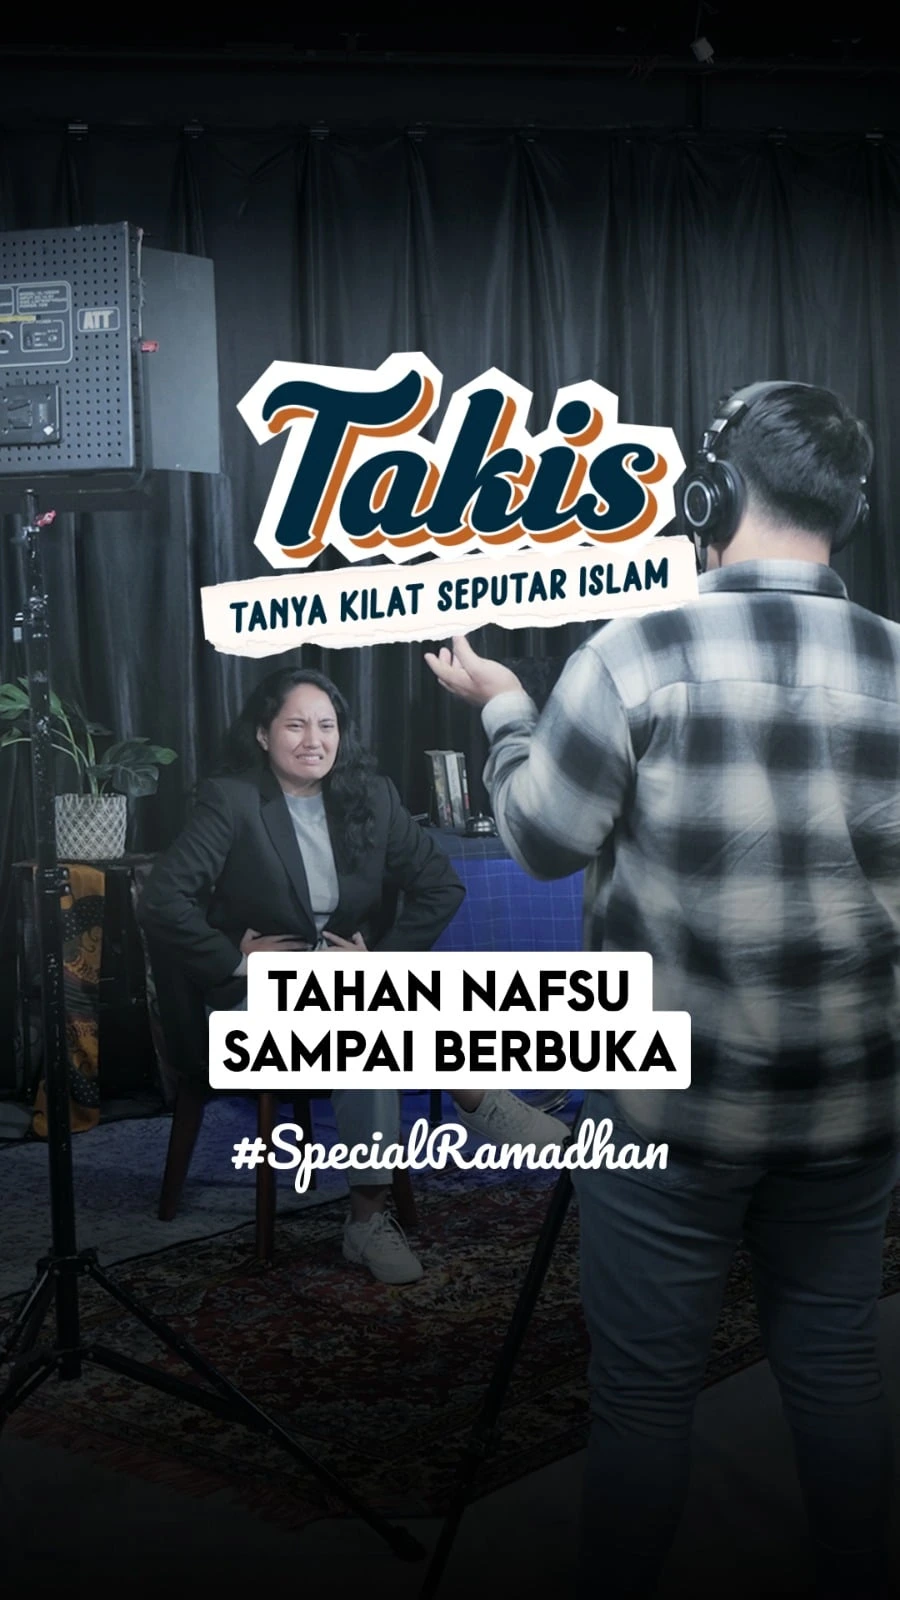 ATT
Takis
TANYA KILAT SEPUTAR ISLAM
TAHAN NAFSU
SAMPAI BERBUKA
#SpecialRamadhan